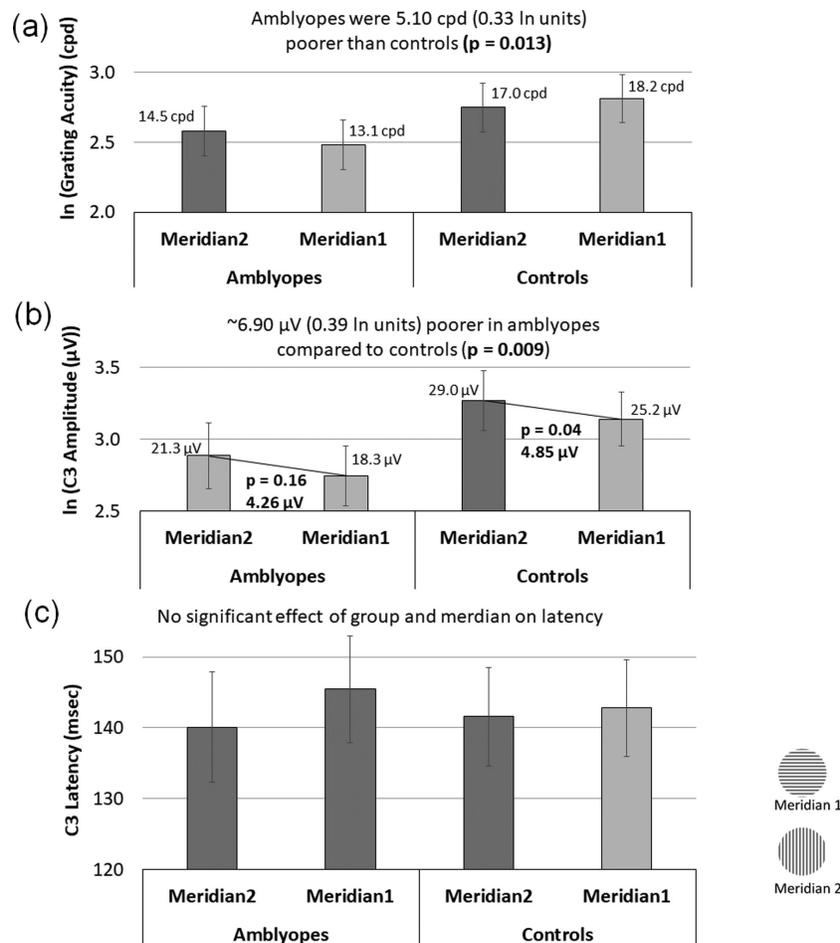 (a)
Amblyopes were 5.10 cpd (0.33 ln units)
poorer than controls (p = 0.013)
ln (Grating Acuity) (cpd)
3.0
2.5
2.0
14.5 cpd
13.1 cpd
17.0 cpd
18.2 cpd
Meridian2 Meridian1 Meridian2 Meridian1
Amblyopes Controls
(b)
~6.90 µV (0.39 ln units) poorer in amblyopes
compared to controls (p = 0.009)
ln (C3 Amplitude (µV))
3.5
3.0
2.5
21.3 µV
18.3 µV
p = 0.16
4.26 µV
29.0 µV
25.2 µV
p = 0.04
4.85 µV
Meridian2 Meridian1 Meridian2 Meridian1
Amblyopes Controls
(c)
No significant effect of group and merdian on latency
C3 Latency (msec)
150
140
130
120
Meridian2 Meridian1 Meridian2 Meridian1
Amblyopes Controls
Meridian 1
Meridian 2